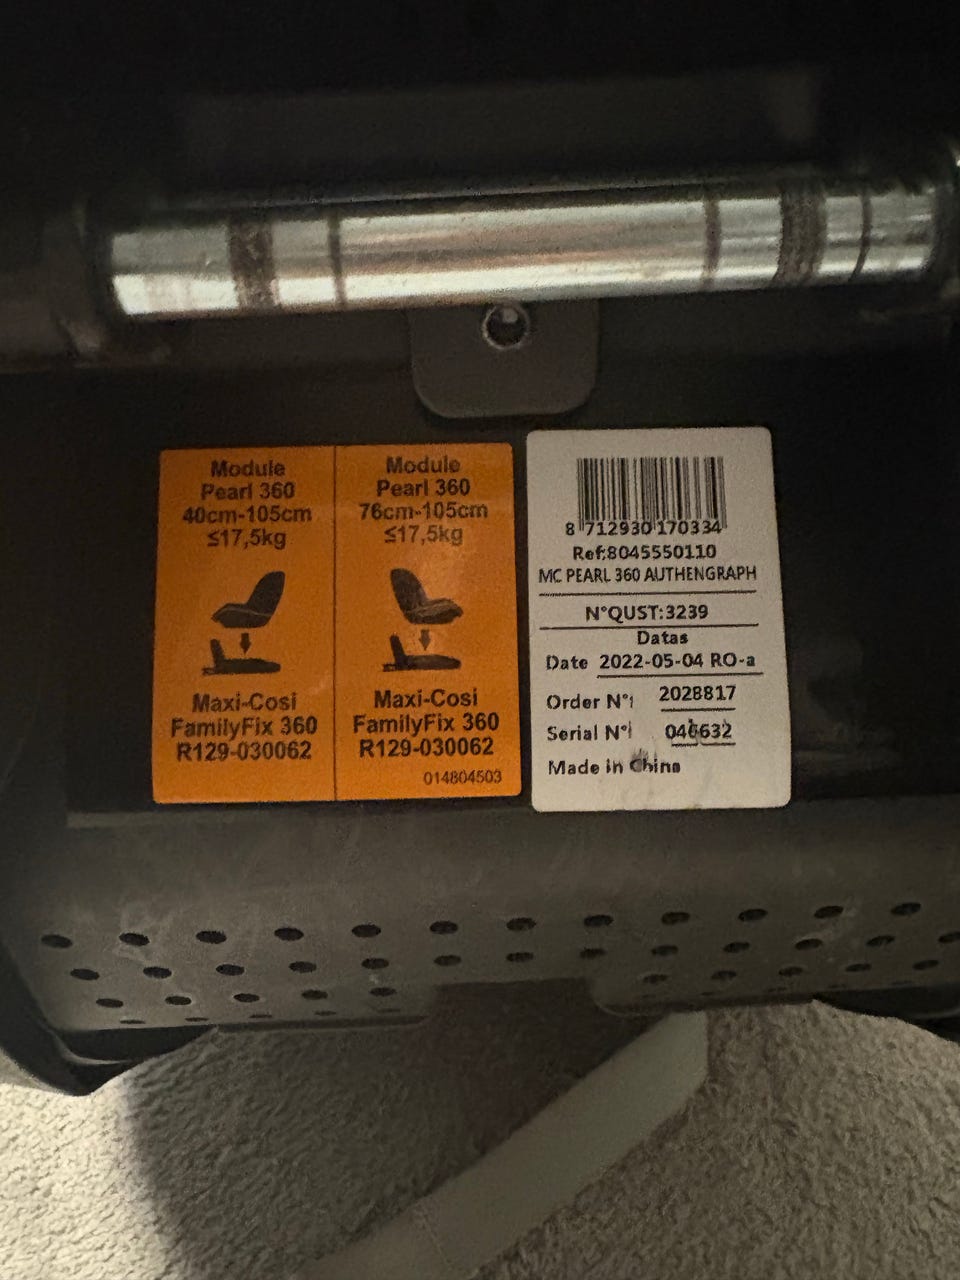 Module
Pearl 360
40cm-105cm
≤17,5kg
Maxi-Cosi
FamilyFix 360
R129-030062
Module
Pearl 360
76cm-105cm
≤17,5kg
Maxi-Cosi
FamilyFix 360
R129-030062
014804503
8 712930 170334
Ref:8045550110
MC PEARL 360 AUTHENGRAPH
N°QUST:3239
Datas
Date 2022-05-04 RO-a
Order N°: 2028817
Serial N°: 046632
Made in China